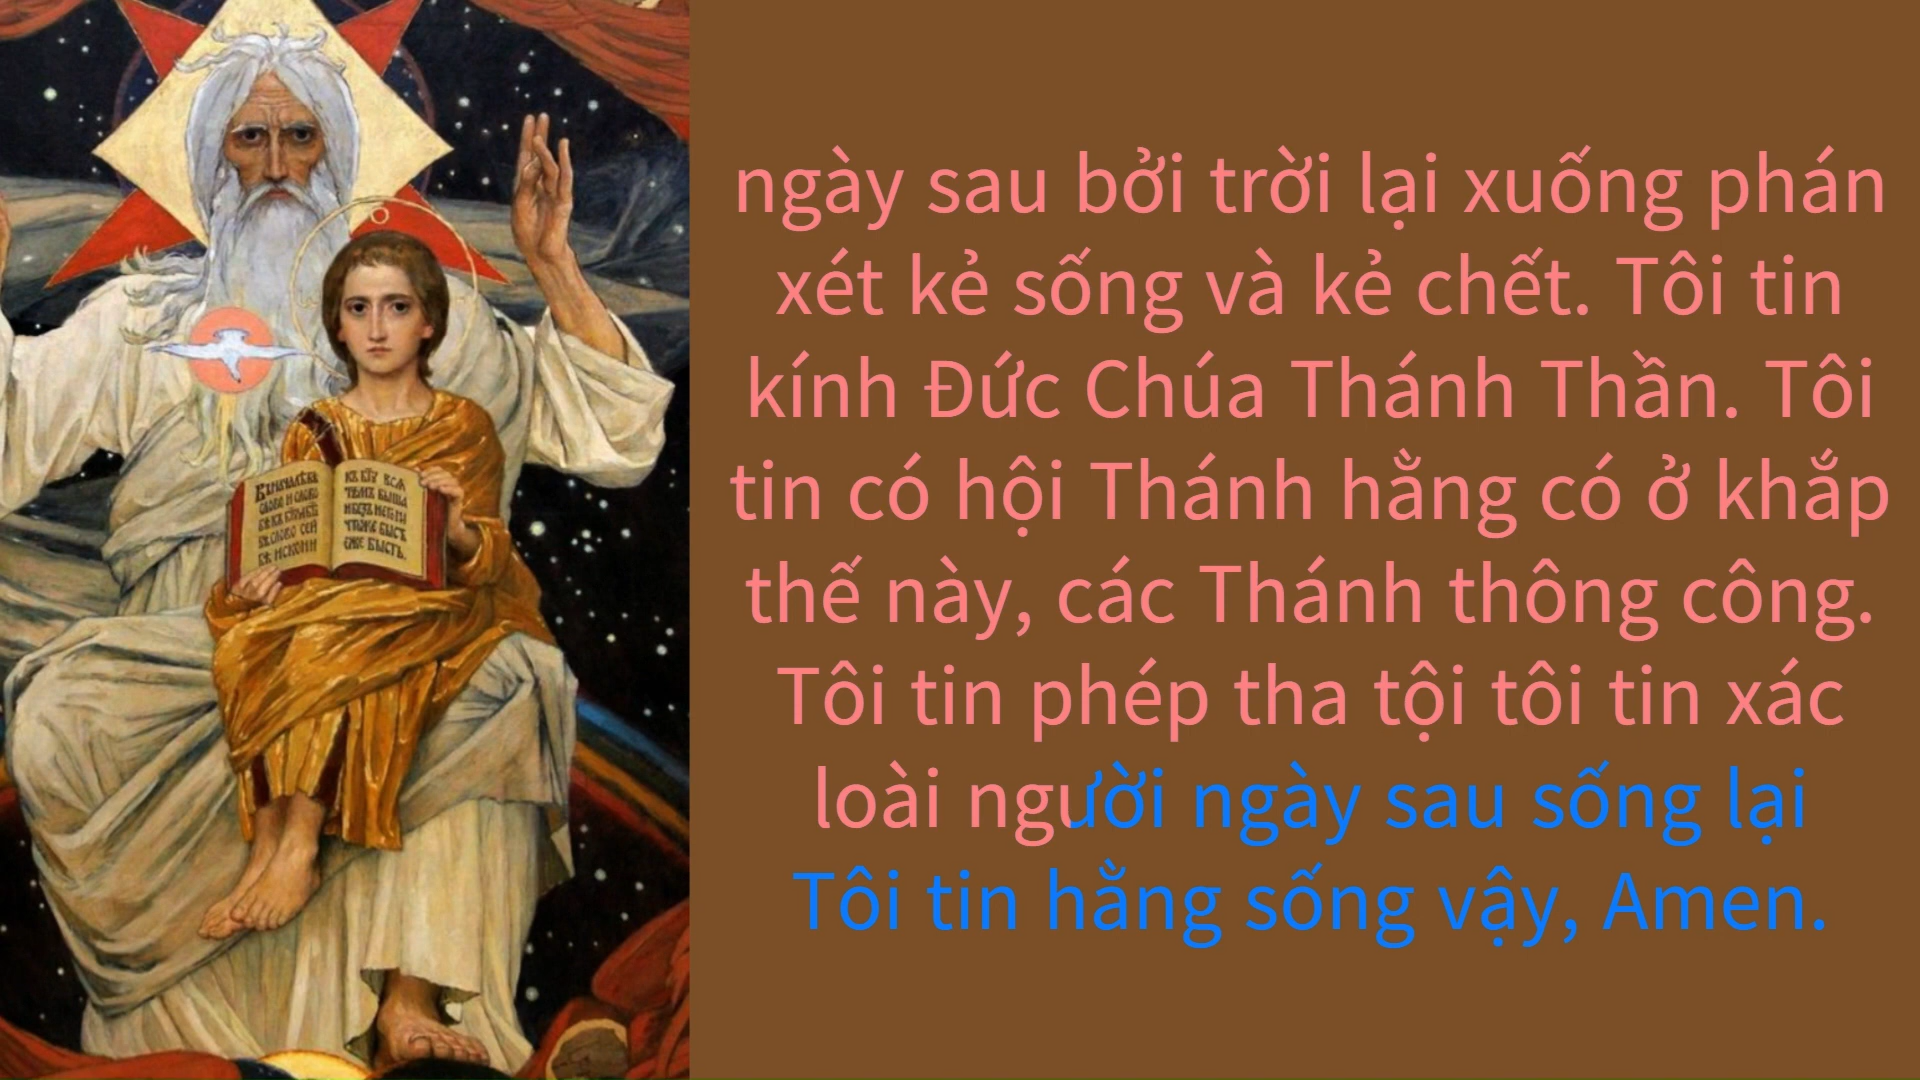 ngày sau bởi trời lại xuống phán
xét kẻ sống và kẻ chết. Tôi tin
kính Đức Chúa Thánh Thần. Tôi
tin có hội Thánh hằng có ở khắp
thế này, các Thánh thông công.
Tôi tin phép tha tội tôi tin xác
loài người ngày sau sống lại
Tôi tin hằng sống vậy, Amen.